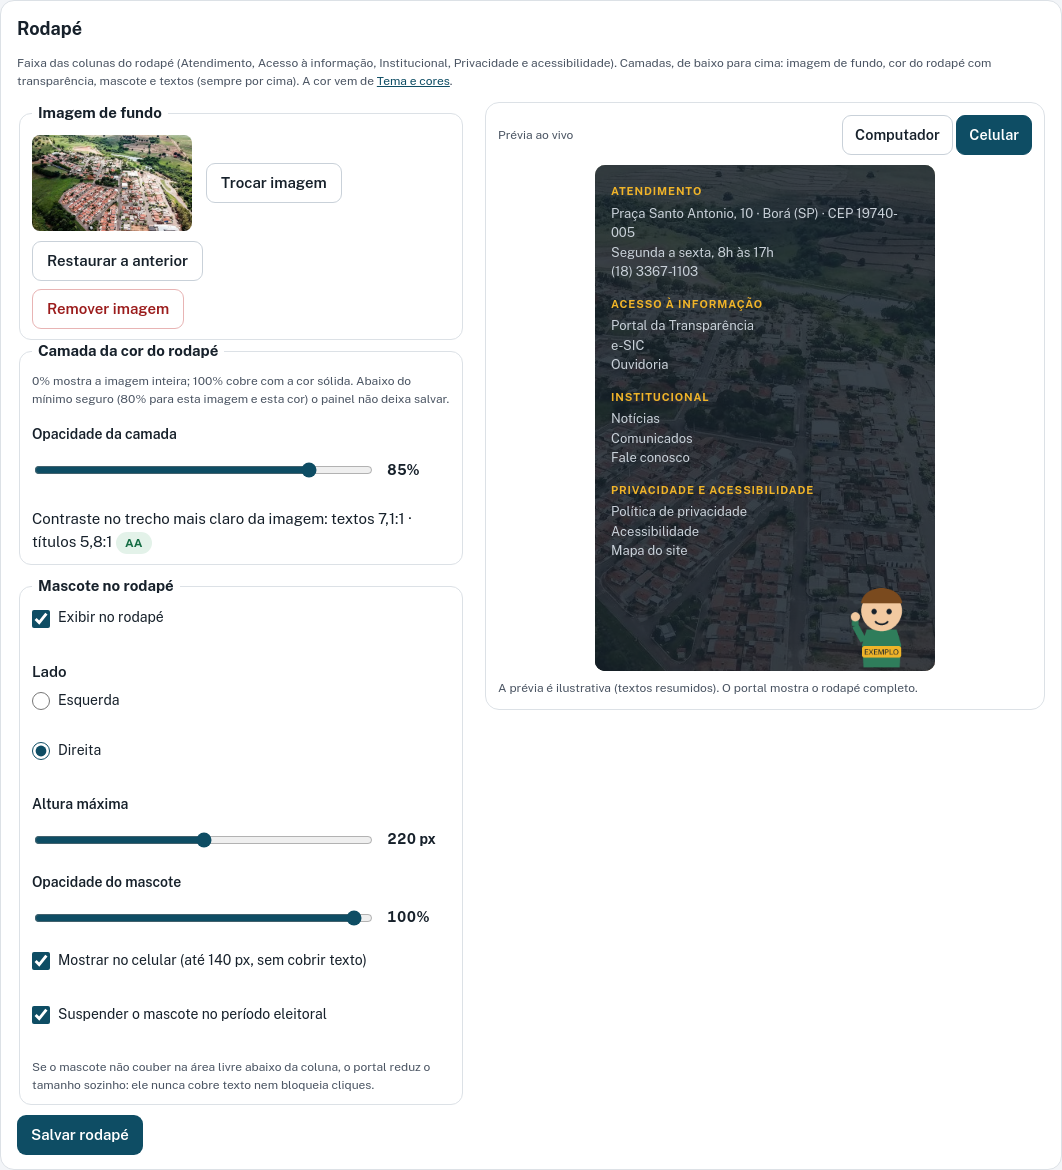 Rodapé
Faixa das colunas do rodapé (Atendimento, Acesso à informação, Institucional, Privacidade e acessibilidade). Camadas, de baixo para cima: imagem de fundo, cor do rodapé com
transparência, mascote e textos (sempre por cima). A cor vem de Tema e cores.
Imagem de fundo
Trocar imagem
Restaurar a anterior
Remover imagem
Camada da cor do rodapé
0% mostra a imagem inteira; 100% cobre com a cor sólida. Abaixo do
mínimo seguro (80% para esta imagem e esta cor) o painel não deixa salvar.
Opacidade da camada
85%
Contraste no trecho mais claro da imagem: textos 7,1:1 ·
títulos 5,8:1 AA
Mascote no rodapé
Exibir no rodapé
Lado
Esquerda
Direita
Altura máxima
220 px
Opacidade do mascote
100%
Mostrar no celular (até 140 px, sem cobrir texto)
Suspender o mascote no período eleitoral
Se o mascote não couber na área livre abaixo da coluna, o portal reduz o
tamanho sozinho: ele nunca cobre texto nem bloqueia cliques.
Salvar rodapé
Prévia ao vivo
Computador
Celular
ATENDIMENTO
Praça Santo Antonio, 10 · Borá (SP) · CEP 19740-
005
Segunda a sexta, 8h às 17h
(18) 3367-1103
ACESSO À INFORMAÇÃO
Portal da Transparência
e-SIC
Ouvidoria
INSTITUCIONAL
Notícias
Comunicados
Fale conosco
PRIVACIDADE E ACESSIBILIDADE
Política de privacidade
Acessibilidade
Mapa do site
EXEMPLO
A prévia é ilustrativa (textos resumidos). O portal mostra o rodapé completo.